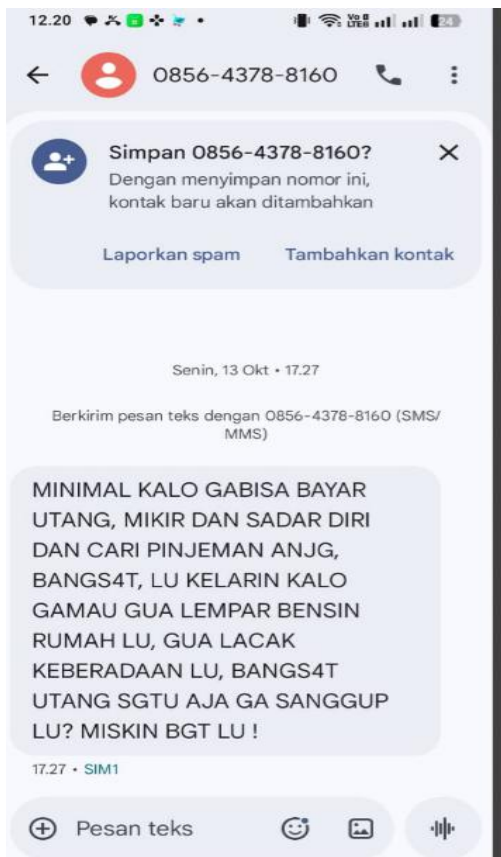 12.20
24
0856-4378-8160
Simpan 0856-4378-8160?
Dengan menyimpan nomor ini,
kontak baru akan ditambahkan
Laporkan spam Tambahkan kontak
Senin, 13 Okt • 17.27
Berkirim pesan teks dengan 0856-4378-8160 (SMS/
MMS)
MINIMAL KALO GABISA BAYAR
UTANG, MIKIR DAN SADAR DIRI
DAN CARI PINJEMAN ANJG,
BANGS4T, LU KELARIN KALO
GAMAU GUA LEMPAR BENSIN
RUMAH LU, GUA LACAK
KEBERADAAN LU, BANGS4T
UTANG SGTU AJA GA SANGGUP
LU? MISKIN BGT LU !
17.27 • SIM1
Pesan teks